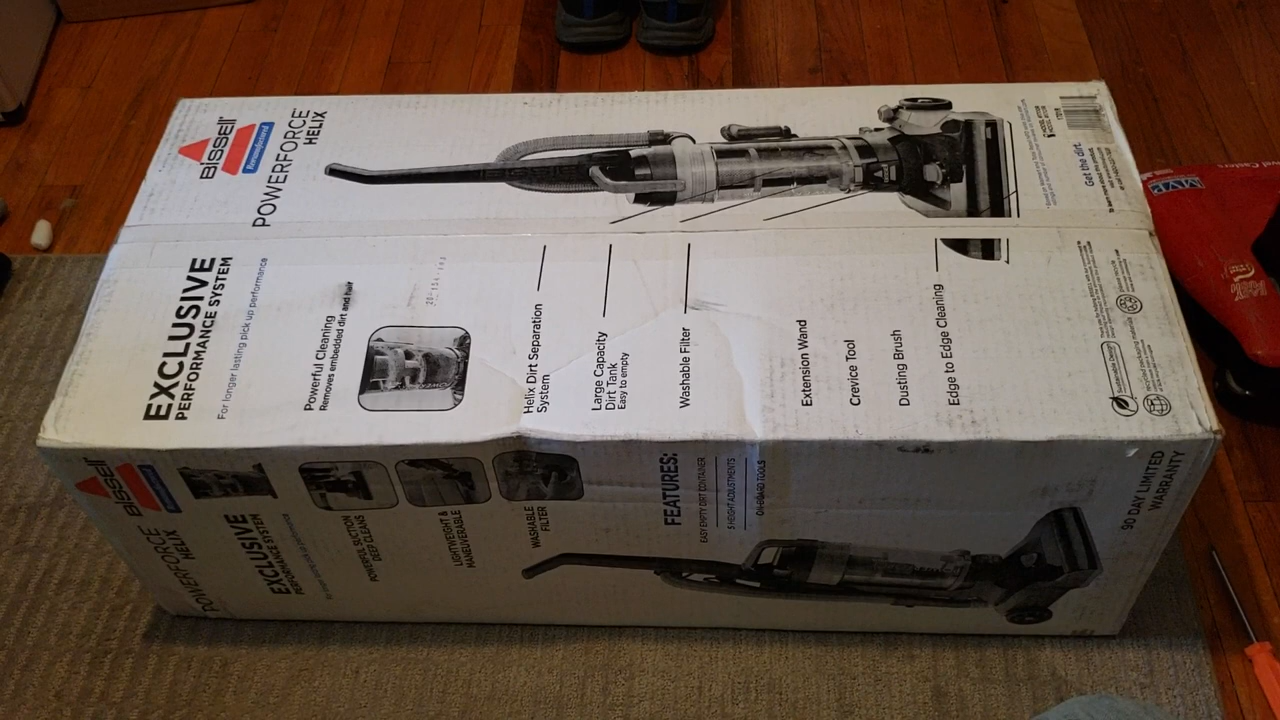 BISSELL
Remanufactured
POWERFORCE
HELIX
EXCLUSIVE
PERFORMANCE SYSTEM
For longer lasting pick up performance
Powerful Cleaning
Removes embedded dirt and hair
Helix Dirt Separation
System
Large Capacity
Dirt Tank
Easy to empty
Washable Filter
Extension Wand
Crevice Tool
Dusting Brush
Edge to Edge Cleaning
Get the dirt.
BISSELL
POWERFORCE
HELIX
EXCLUSIVE
PERFORMANCE SYSTEM
POWERFUL SUCTION
DEEP CLEANS
LIGHTWEIGHT &
MANEUVERABLE
WASHABLE
FILTER
FEATURES:
EASY EMPTY DIRT CONTAINER
5 HEIGHT ADJUSTMENTS
ON-BOARD TOOLS
90 DAY LIMITED
WARRANTY
MVP